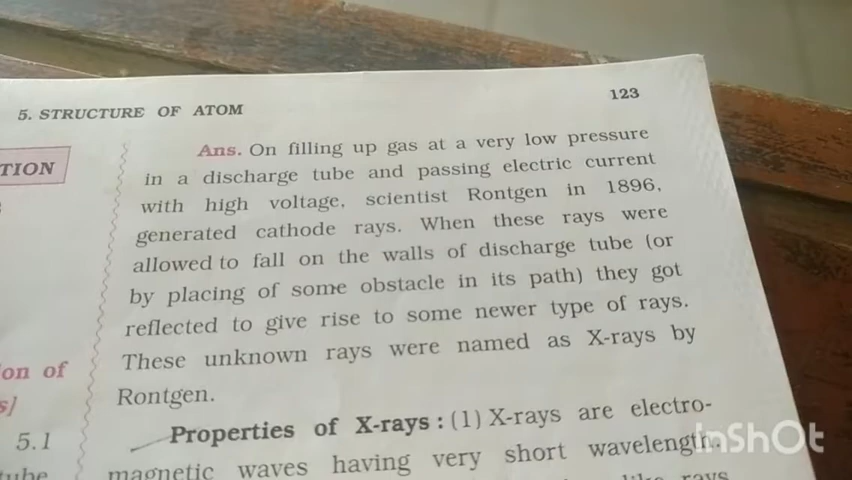 5. STRUCTURE OF ATOM
123
TION
Ans. On filling up gas at a very low pressure
in a discharge tube and passing electric current
with high voltage, scientist Rontgen in 1896,
generated cathode rays. When these rays were
allowed to fall on the walls of discharge tube (or
by placing of some obstacle in its path) they got
reflected to give rise to some newer type of rays.
These unknown rays were named as X-rays by
Rontgen.
Properties of X-rays : (1) X-rays are electro-
magnetic waves having very short wavelength.
like rays
on of
s]
5.1
tube
InShOt